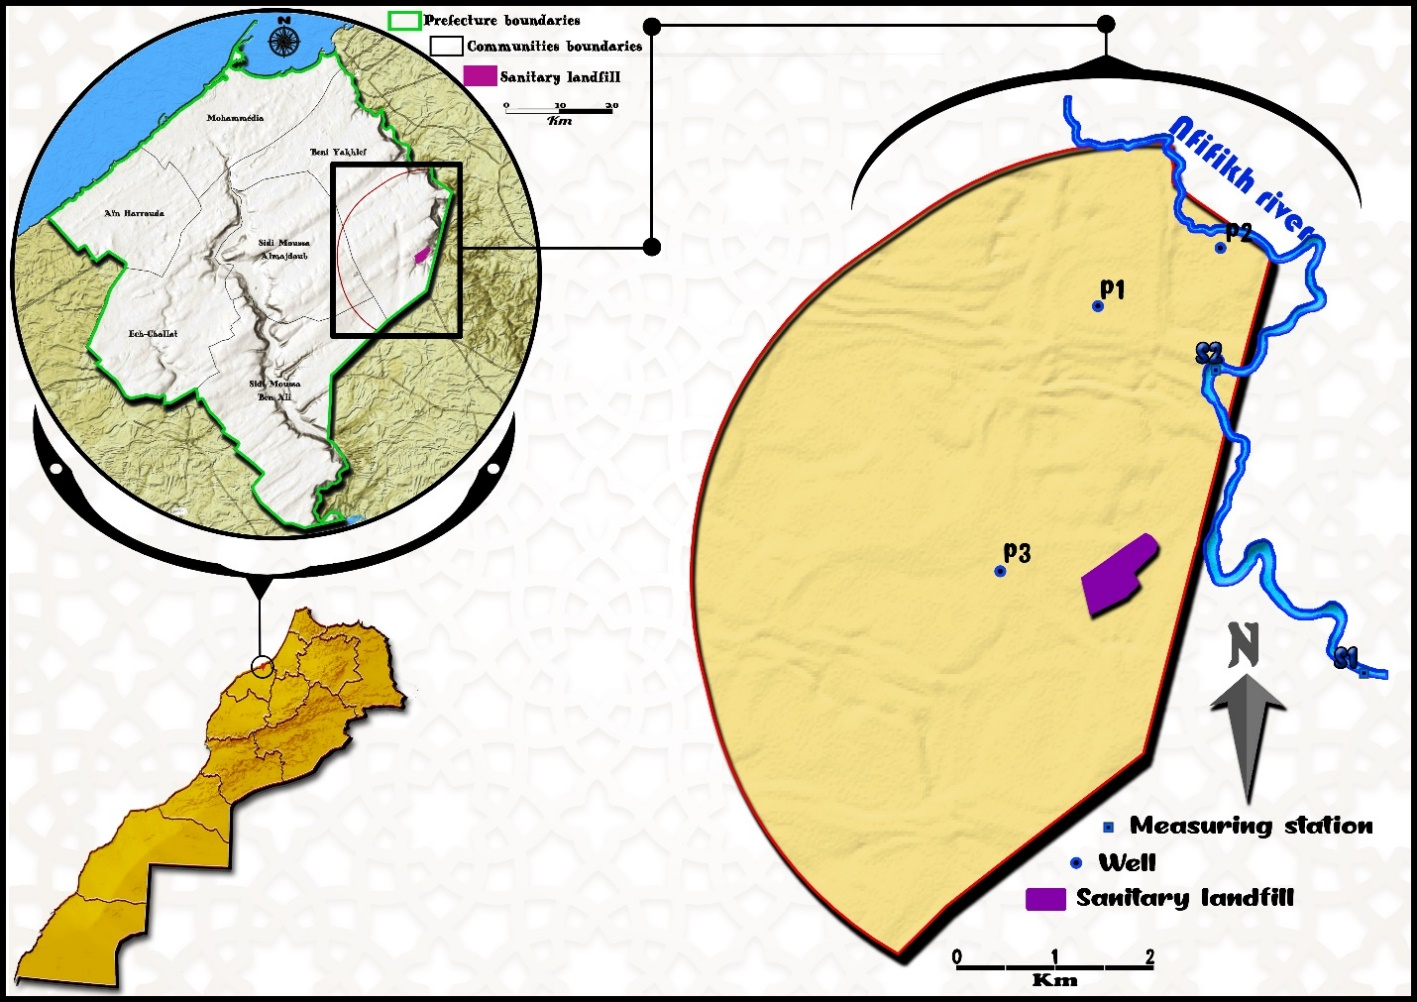 N
Prefecture boundaries
Communities boundaries
Sanitary landfill
0 10 20
Km
Mohammédia
Beni Yakhlef
Aïn Harrouda
Sidi Moussa
Almajdoub
Ech-Challat
Sidi Moussa
Ben Ali
Nfifikh river
p2
p1
S2
p3
S1
N
Measuring station
Well
Sanitary landfill
0 1 2
Km